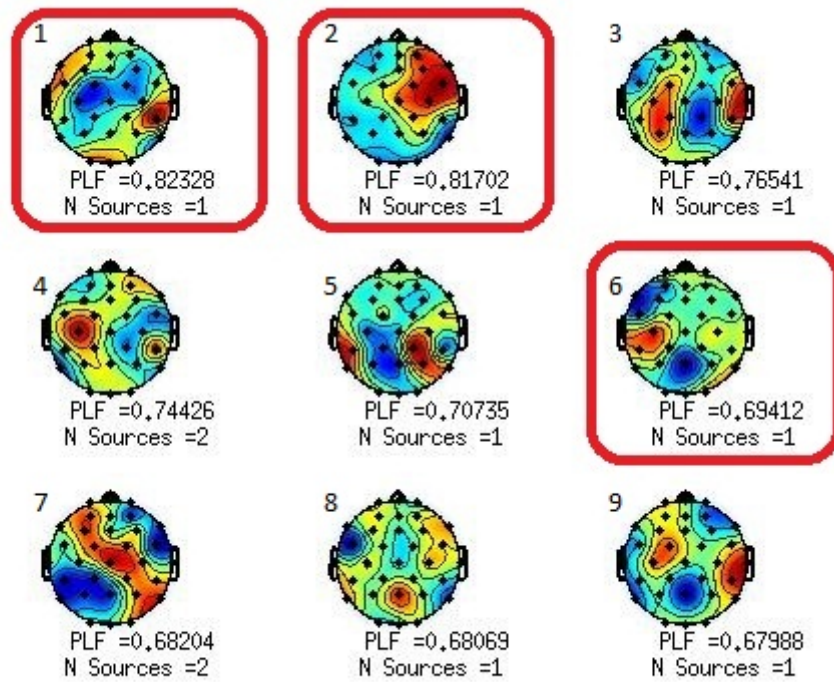 1
2
3
PLF =0.82328
N Sources =1
PLF =0.81702
N Sources =1
PLF =0.76541
N Sources =1
4
5
6
PLF =0.74426
N Sources =2
PLF =0.70735
N Sources =1
PLF =0.69412
N Sources =1
7
8
9
PLF =0.68204
N Sources =2
PLF =0.68069
N Sources =1
PLF =0.67988
N Sources =1